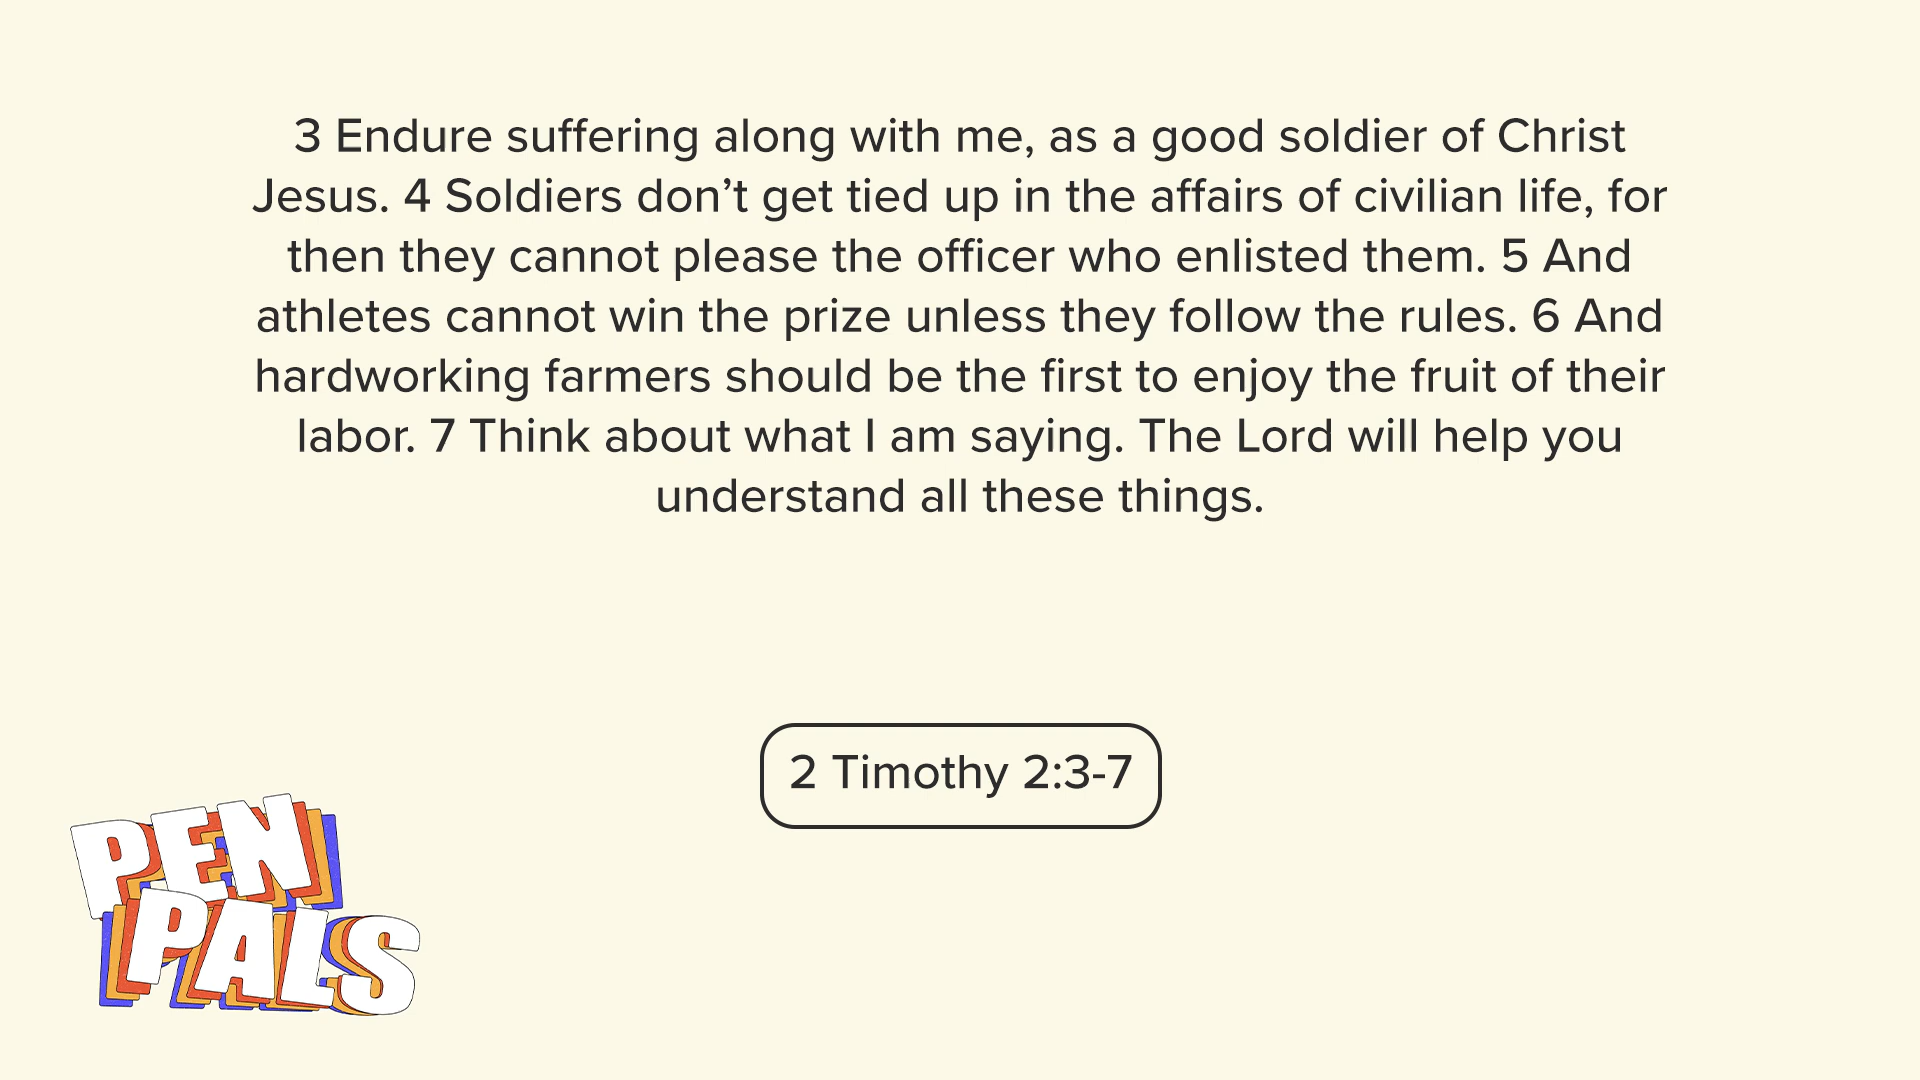 3 Endure suffering along with me, as a good soldier of Christ
Jesus. 4 Soldiers don’t get tied up in the affairs of civilian life, for
then they cannot please the officer who enlisted them. 5 And
athletes cannot win the prize unless they follow the rules. 6 And
hardworking farmers should be the first to enjoy the fruit of their
labor. 7 Think about what I am saying. The Lord will help you
understand all these things.
2 Timothy 2:3-7
PEN
PALS